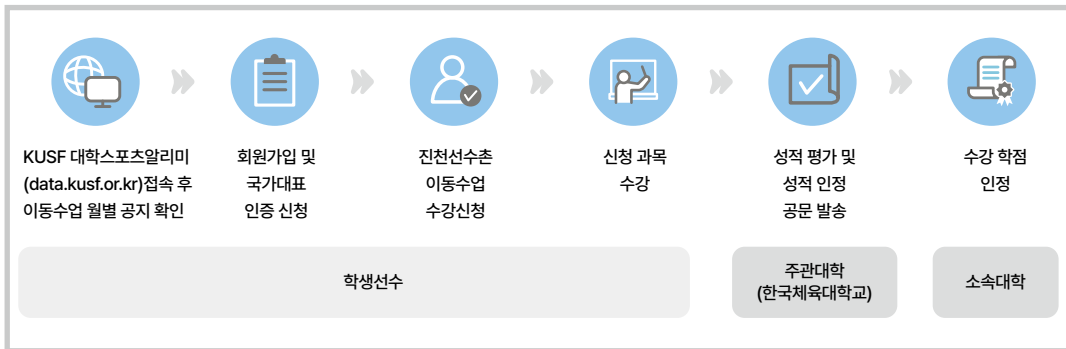 KUSF 대학스포츠알리미
(data.kusf.or.kr)접속 후
이동수업 월별 공지 확인
회원가입 및
국가대표
인증 신청
진천선수촌
이동수업
수강신청
신청 과목
수강
성적 평가 및
성적 인정
공문 발송
수강 학점
인정
학생선수
주관대학
(한국체육대학교)
소속대학